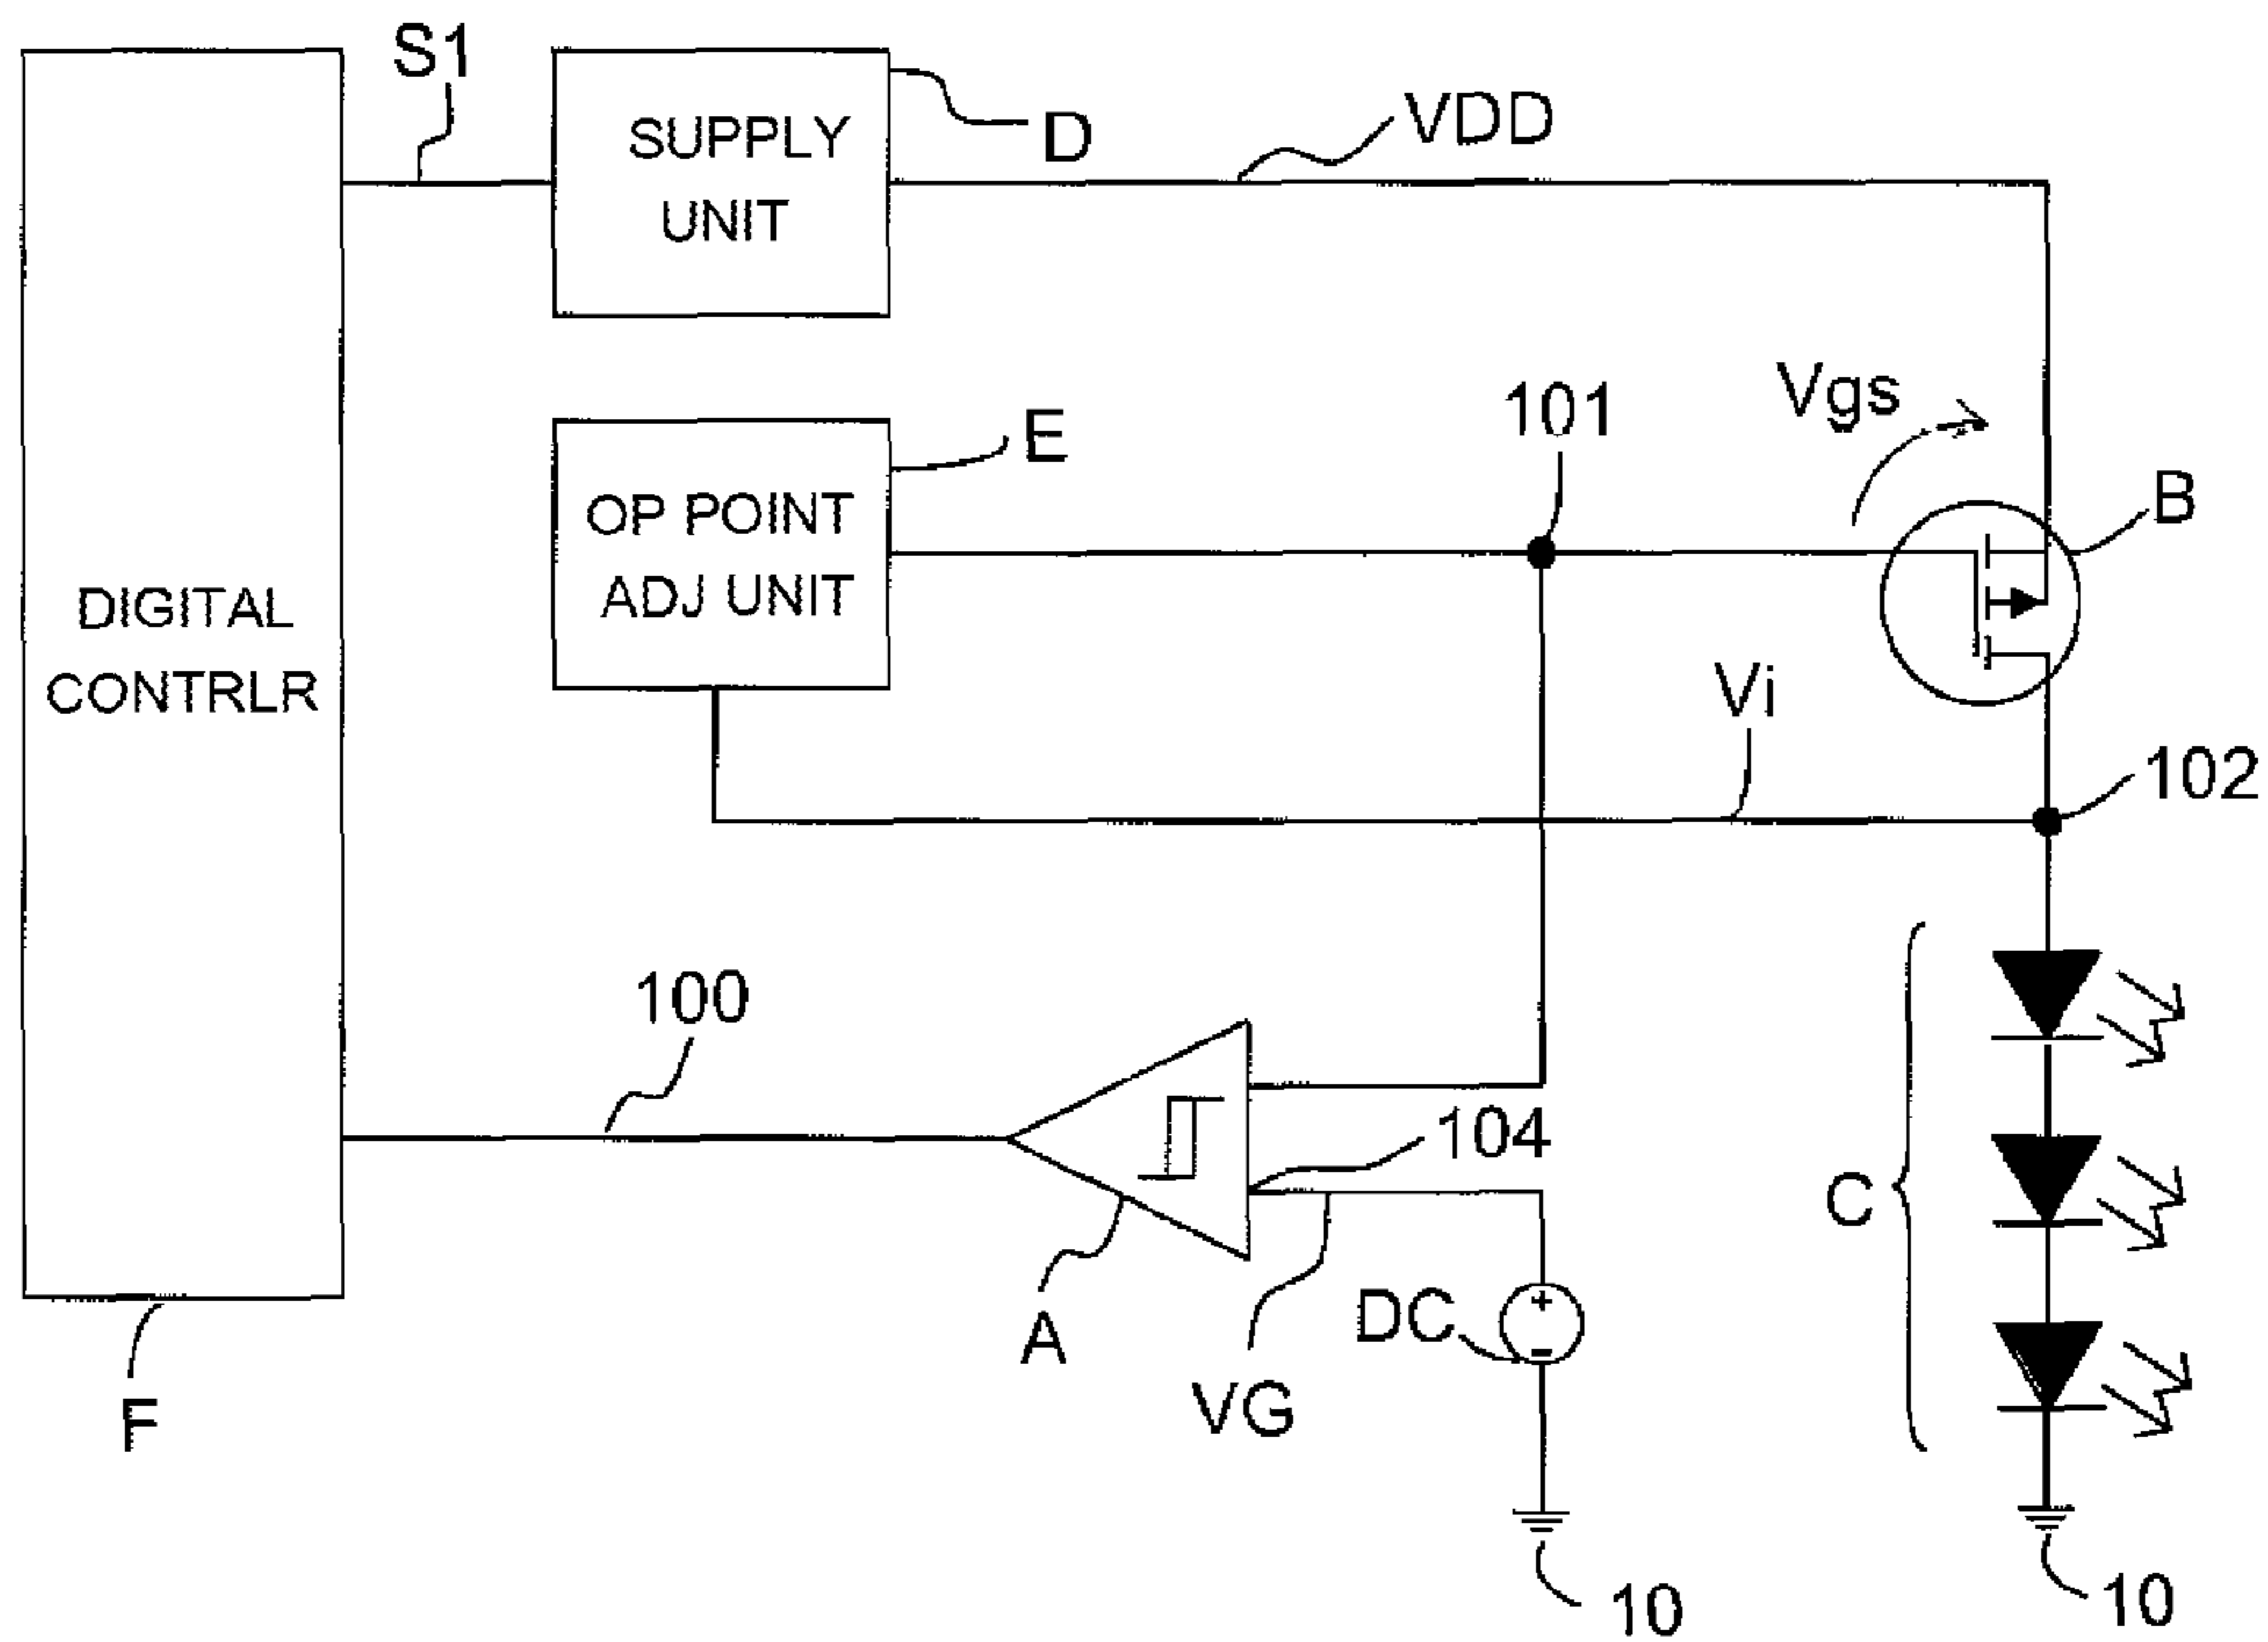 S1
SUPPLY
UNIT
D
VDD
Vgs
101
E
OP POINT
ADJ UNIT
B
DIGITAL
CONTRLR
Vi
102
100
104
C
A
DC
+
-
VG
F
10
10